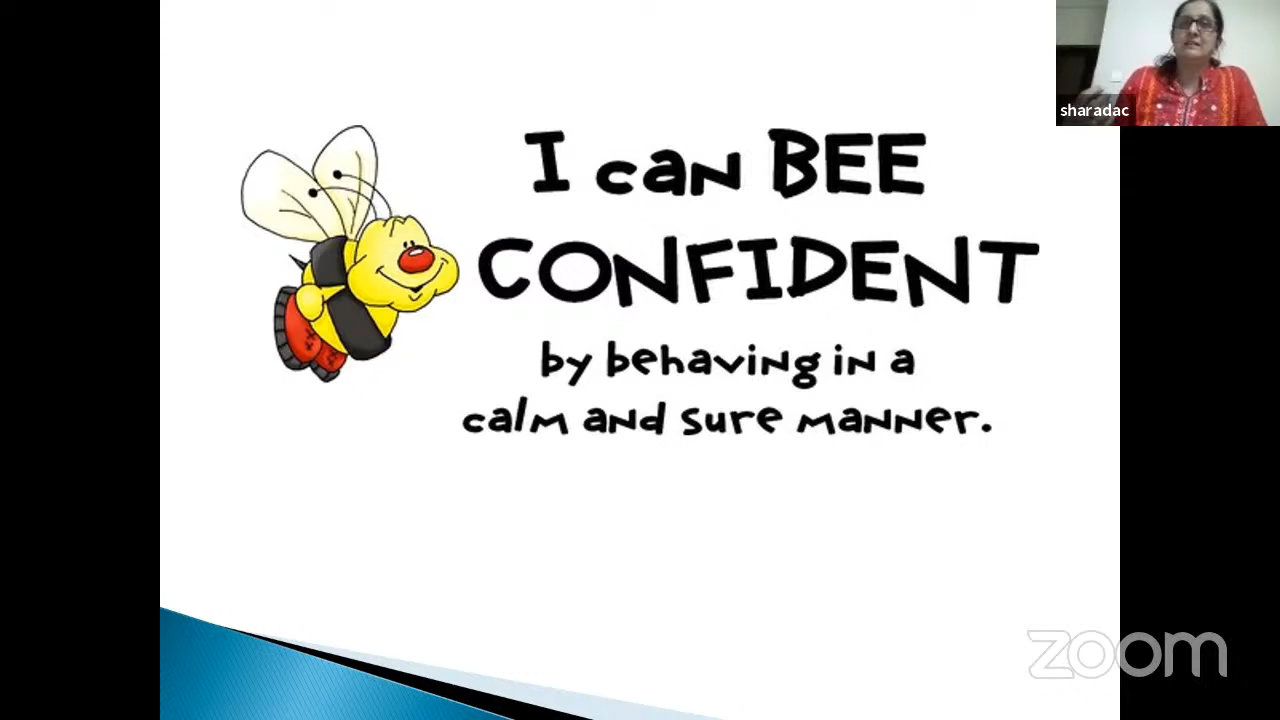 sharadac
I can BEE
CONFIDENT
by behaving in a
calm and sure manner.
zoom